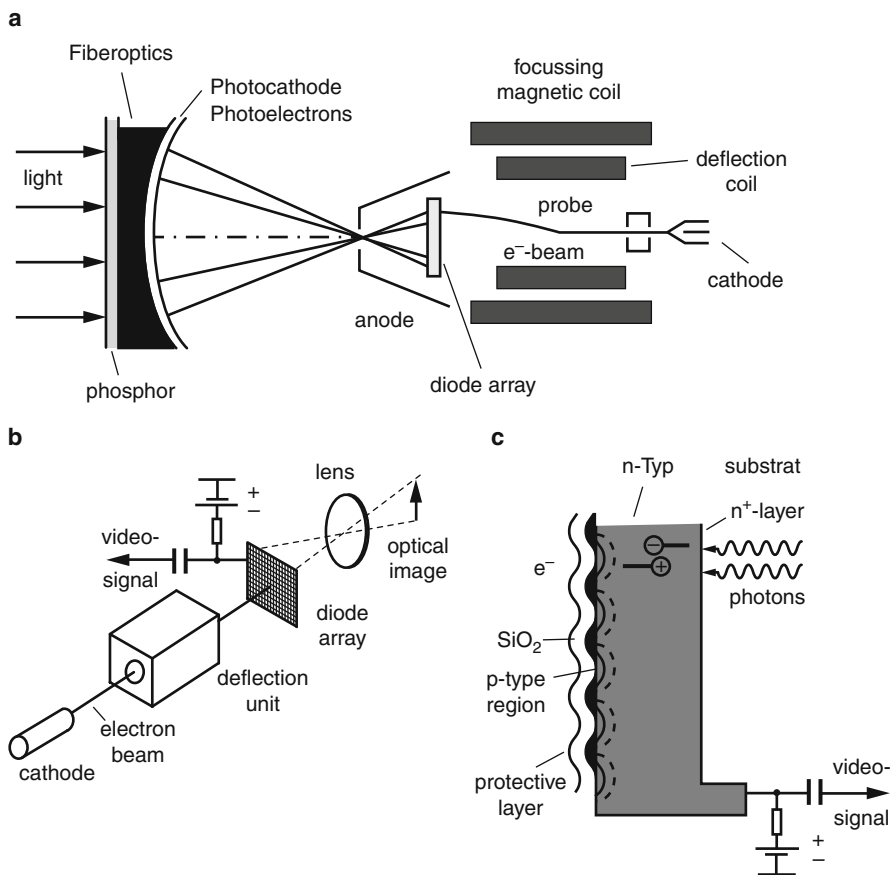 a
Fiberoptics
Photocathode
Photoelectrons
focussing
magnetic coil
light
deflection
coil
probe
e⁻-beam
cathode
anode
phosphor
diode array
b
lens
+
−
video-
signal
optical
image
diode
array
deflection
unit
electron
beam
cathode
c
n-Typ
substrat
n⁺-layer
−
+
e⁻
photons
SiO₂
p-type
region
protective
layer
video-
signal
+
−